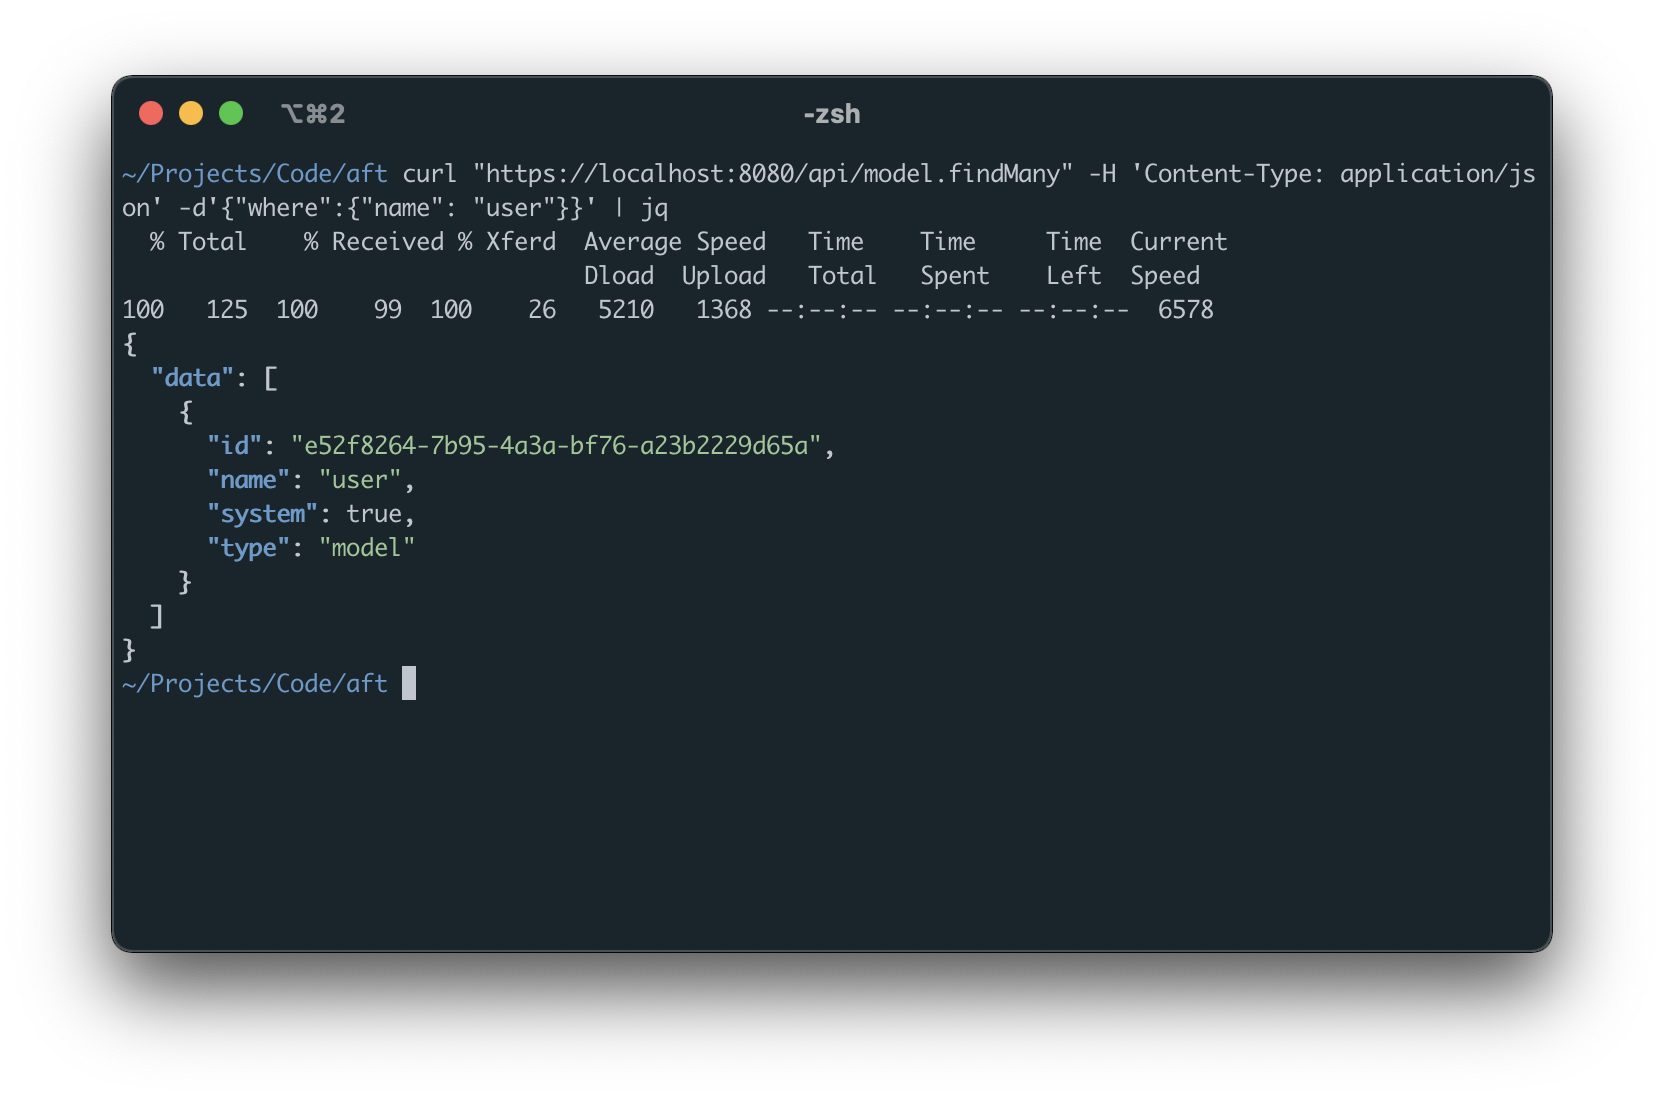 ⌥⌘2 -zsh
~/Projects/Code/aft curl "https://localhost:8080/api/model.findMany" -H 'Content-Type: application/js
on' -d'{"where":{"name": "user"}}' | jq
  % Total    % Received % Xferd  Average Speed   Time    Time     Time  Current
                                 Dload  Upload   Total   Spent    Left  Speed
100   125  100    99  100    26   5210   1368 --:--:-- --:--:-- --:--:--  6578
{
  "data": [
    {
      "id": "e52f8264-7b95-4a3a-bf76-a23b2229d65a",
      "name": "user",
      "system": true,
      "type": "model"
    }
  ]
}
~/Projects/Code/aft